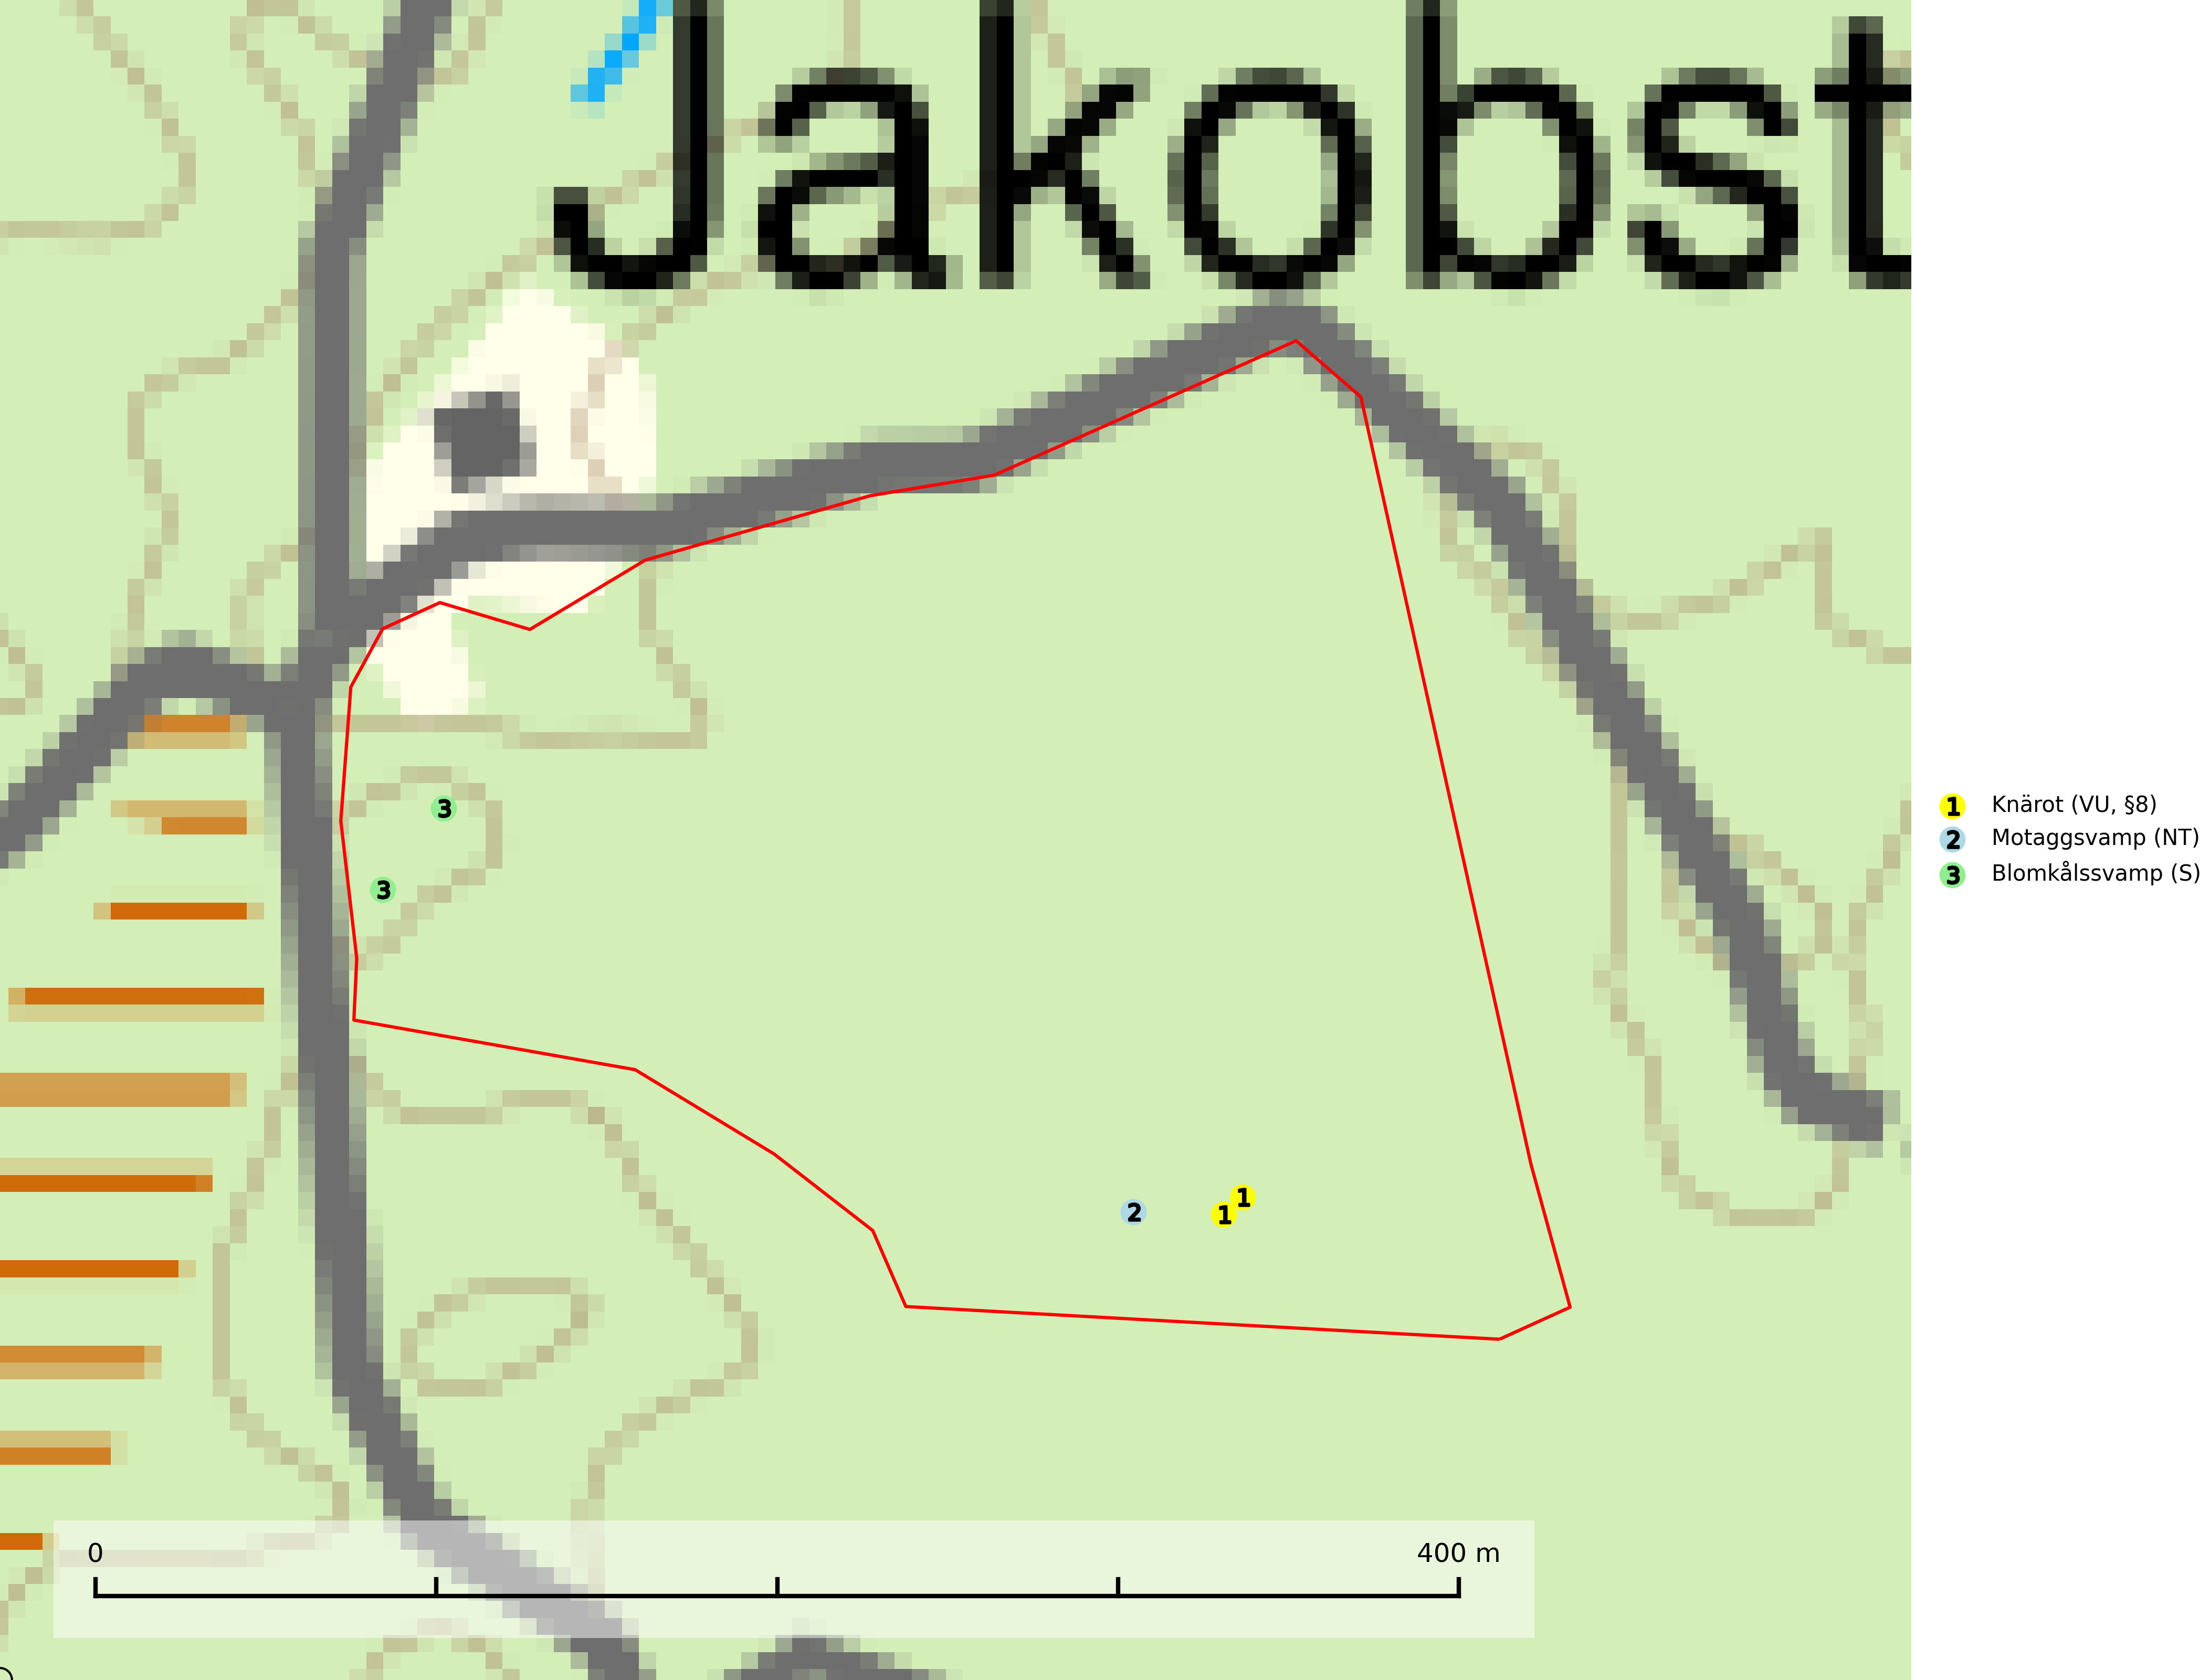 Jakobst
3
3
1
2
1
1 Knärot (VU, §8)
2 Motaggsvamp (NT)
3 Blomkålssvamp (S)
0 400 m